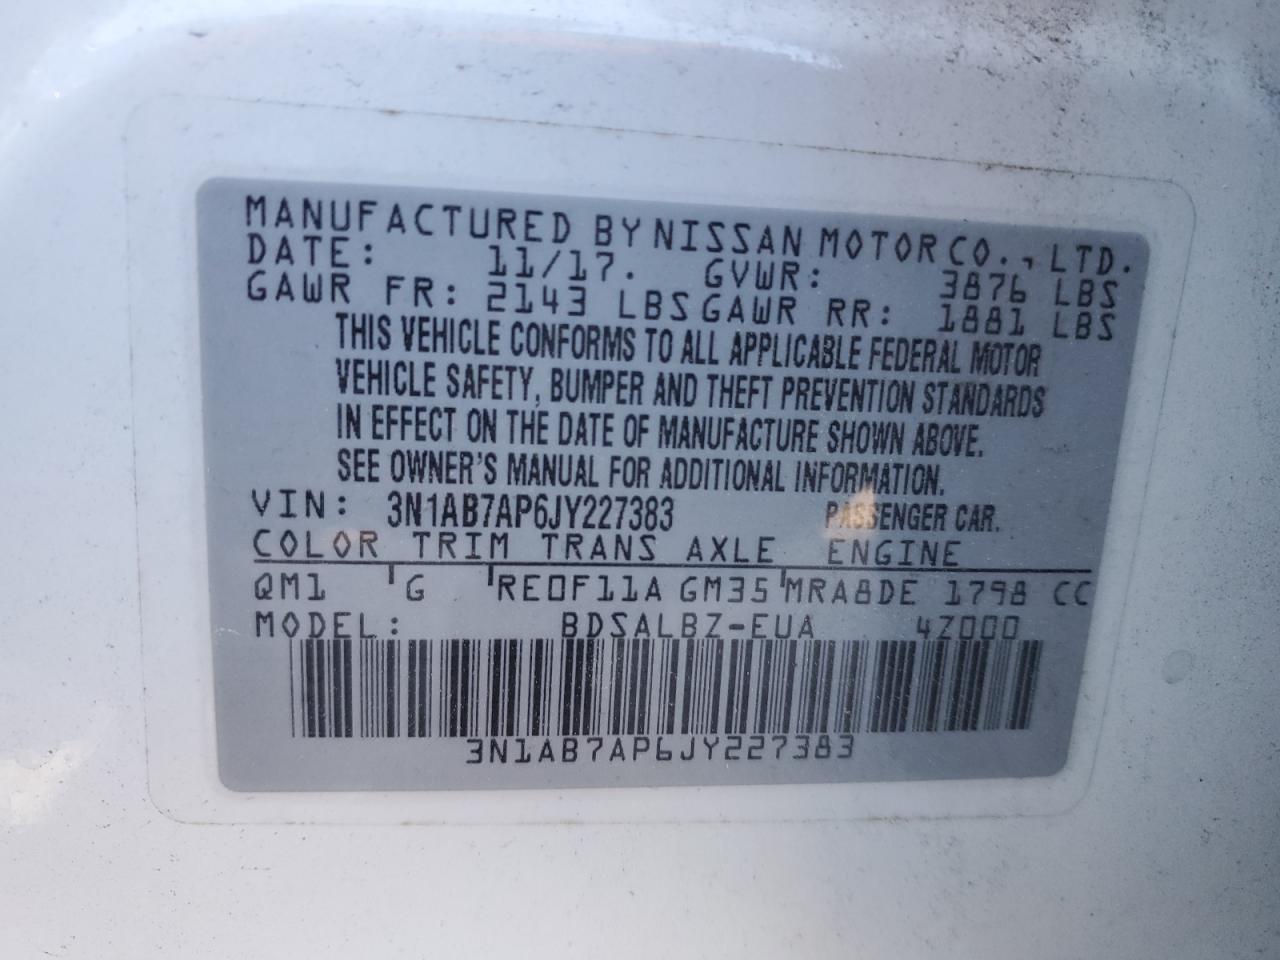 MANUFACTURED BY NISSAN MOTOR CO., LTD.
DATE: 11/17. GVWR: 3876 LBS
GAWR FR: 2143 LBS GAWR RR: 1881 LBS
THIS VEHICLE CONFORMS TO ALL APPLICABLE FEDERAL MOTOR
VEHICLE SAFETY, BUMPER AND THEFT PREVENTION STANDARDS
IN EFFECT ON THE DATE OF MANUFACTURE SHOWN ABOVE.
SEE OWNER'S MANUAL FOR ADDITIONAL INFORMATION.
VIN: 3N1AB7AP6JY227383 PASSENGER CAR.
COLOR TRIM TRANS AXLE ENGINE
QM1 G RE0F11A GM35 MRA8DE 1798 CC
MODEL: BDSALBZ-EUA 4Z000
3N1AB7AP6JY227383